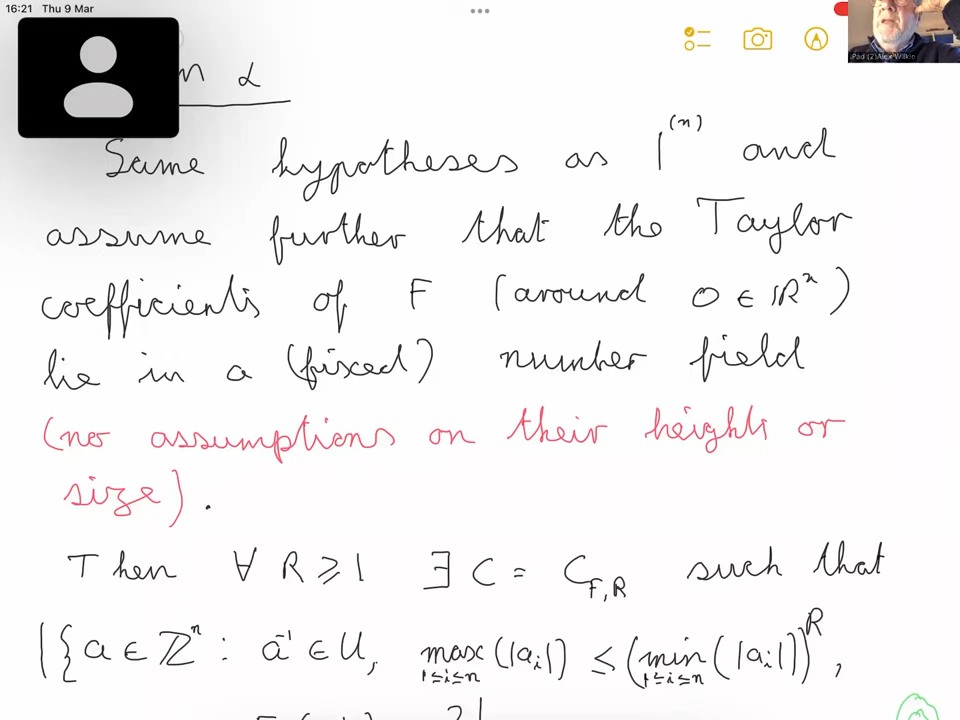 16:21 Thu 9 Mar
iPad (2)Alex Wilkie
m α
Same hypotheses as 1^(n) and
assume further that the Taylor
coefficients of F (around 0 ∈ ℝ^n)
lie in a (fixed) number field
(no assumptions on their heights or
size).
Then ∀ R ⩾ 1 ∃ C = C_{F,R} such that
|{a ∈ ℤ^n : a^{-1} ∈ U, max_{1≤i≤n}(|a_i|) ≤ (min_{1≤i≤n}(|a_i|))^R,